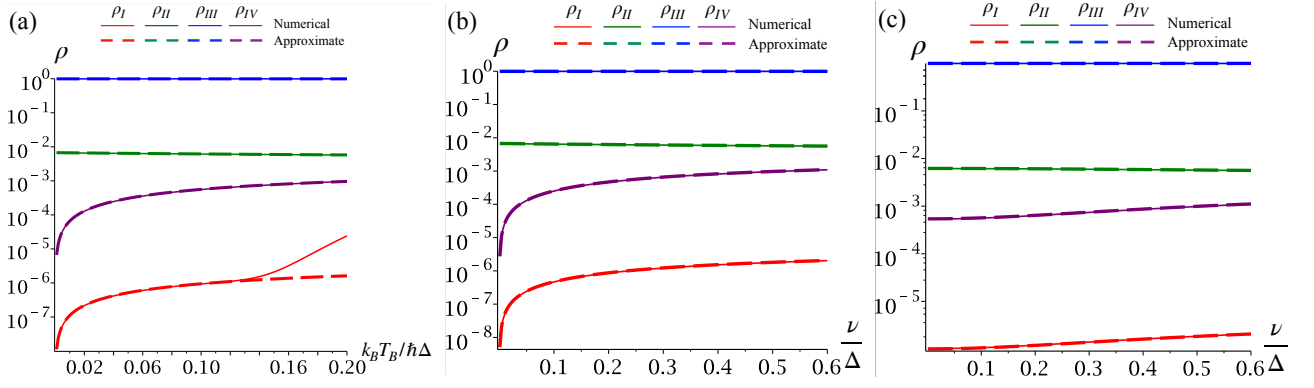 (a)
ρ_I ρ_II ρ_III ρ_IV Numerical
Approximate
ρ
10^0
10^-1
10^-2
10^-3
10^-4
10^-5
10^-6
10^-7
0.02 0.06 0.10 0.16 0.20
k_B T_B/ℏΔ
(b)
ρ_I ρ_II ρ_III ρ_IV Numerical
Approximate
ρ
10^0
10^-1
10^-2
10^-3
10^-4
10^-5
10^-6
10^-7
10^-8
0.1 0.2 0.3 0.4 0.5 0.6
ν/Δ
(c)
ρ_I ρ_II ρ_III ρ_IV Numerical
Approximate
ρ
10^-1
10^-2
10^-3
10^-4
10^-5
0 0.1 0.2 0.3 0.4 0.5 0.6
ν/Δ